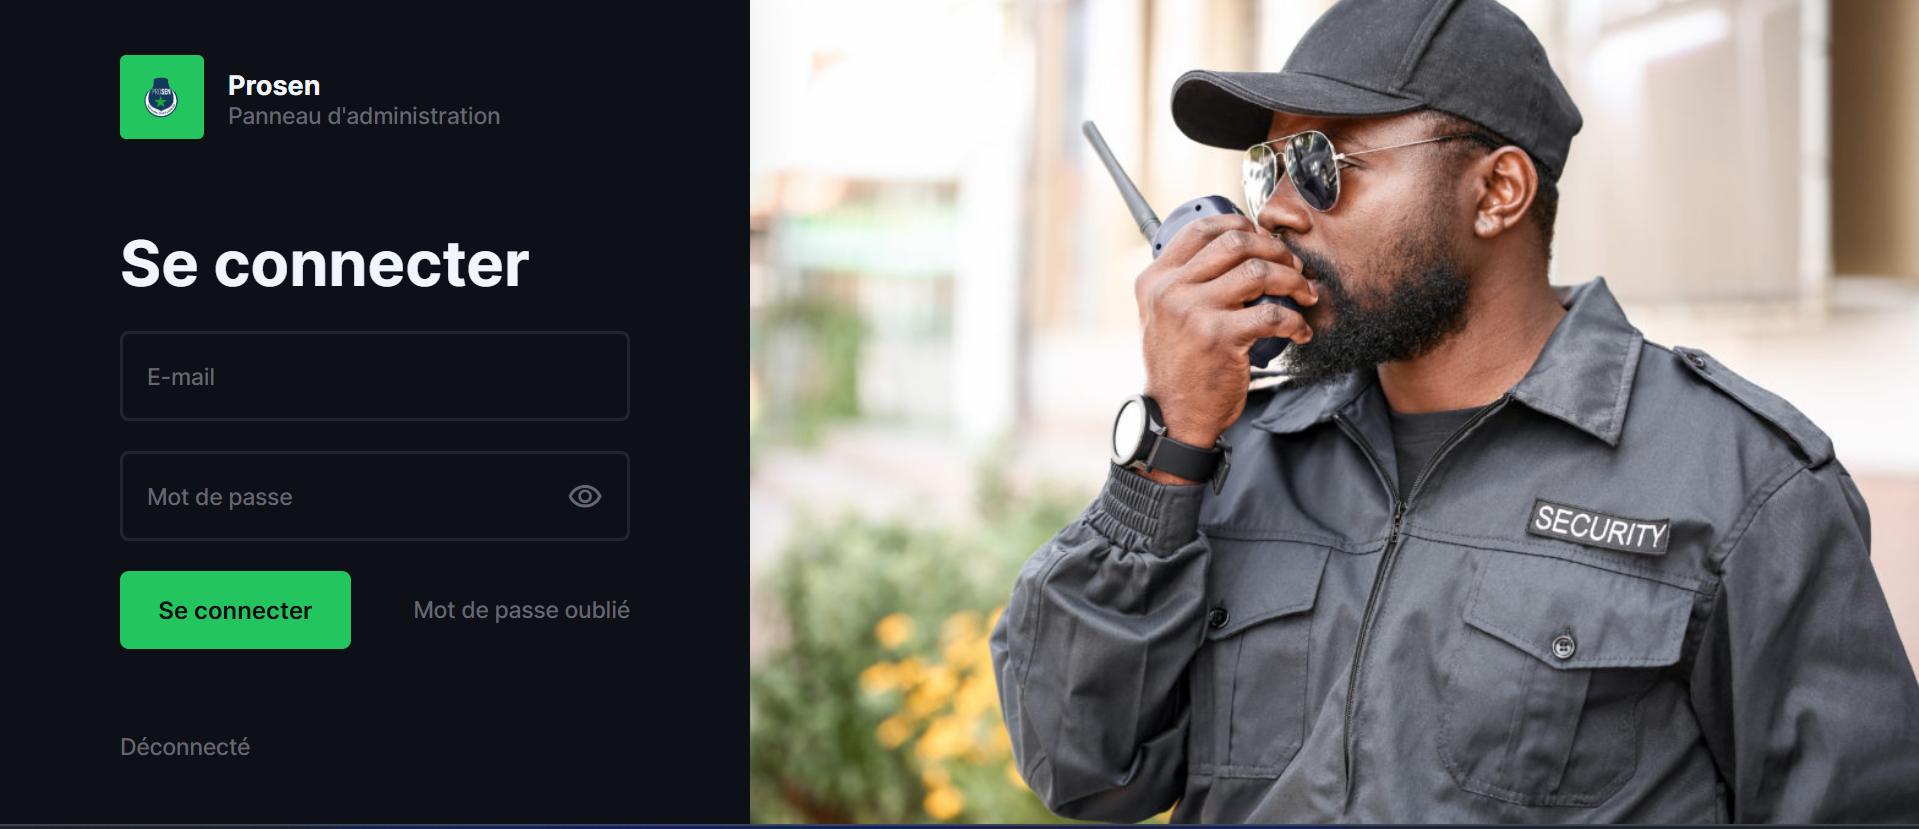 PROSEN
Prosen
Panneau d'administration
Se connecter
E-mail
Mot de passe
Se connecter
Mot de passe oublié
Déconnecté
SECURITY